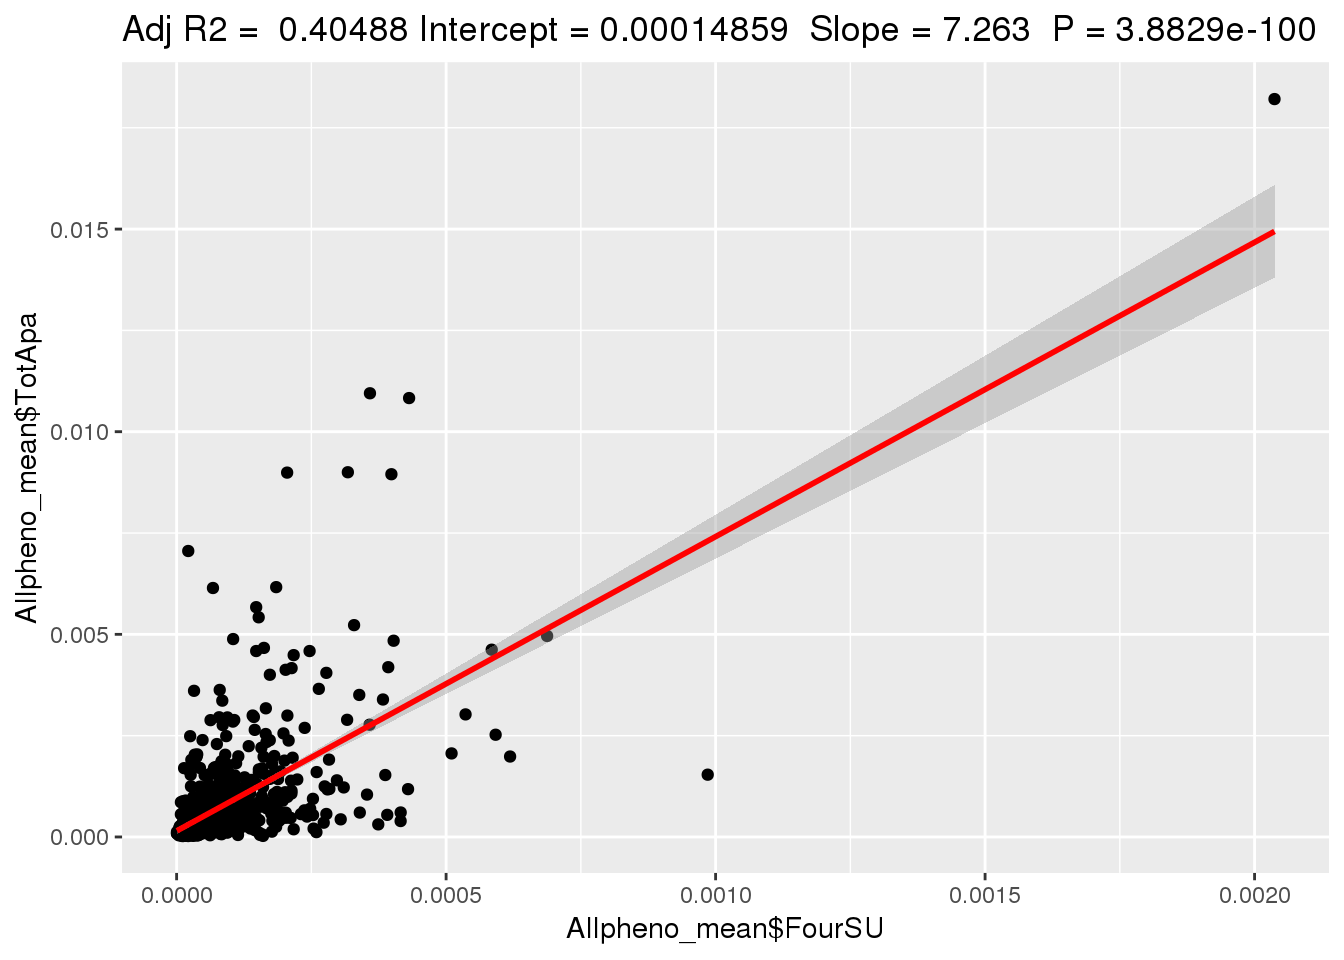 Adj R2 =  0.40488 Intercept = 0.00014859  Slope = 7.263  P = 3.8829e-100
Allpheno_mean$TotApa
0.015
0.010
0.005
0.000
0.0000 0.0005 0.0010 0.0015 0.0020
Allpheno_mean$FourSU